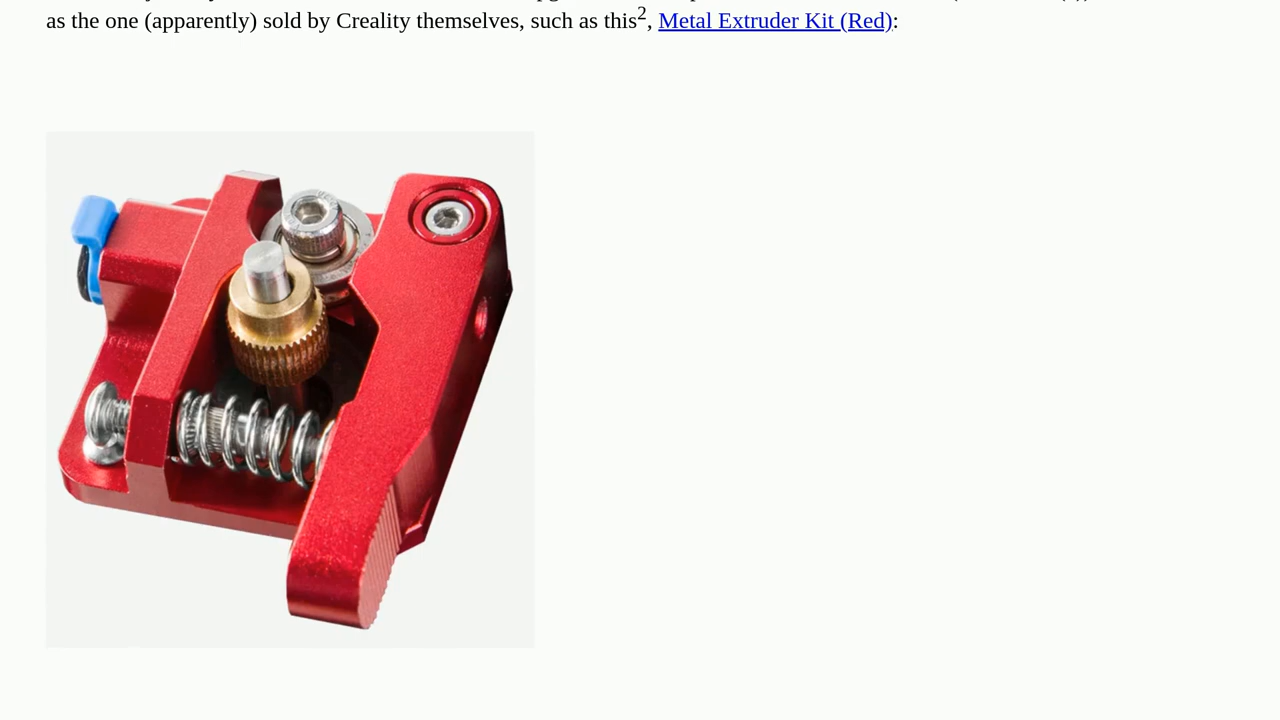 as the one (apparently) sold by Creality themselves, such as this2, Metal Extruder Kit (Red):